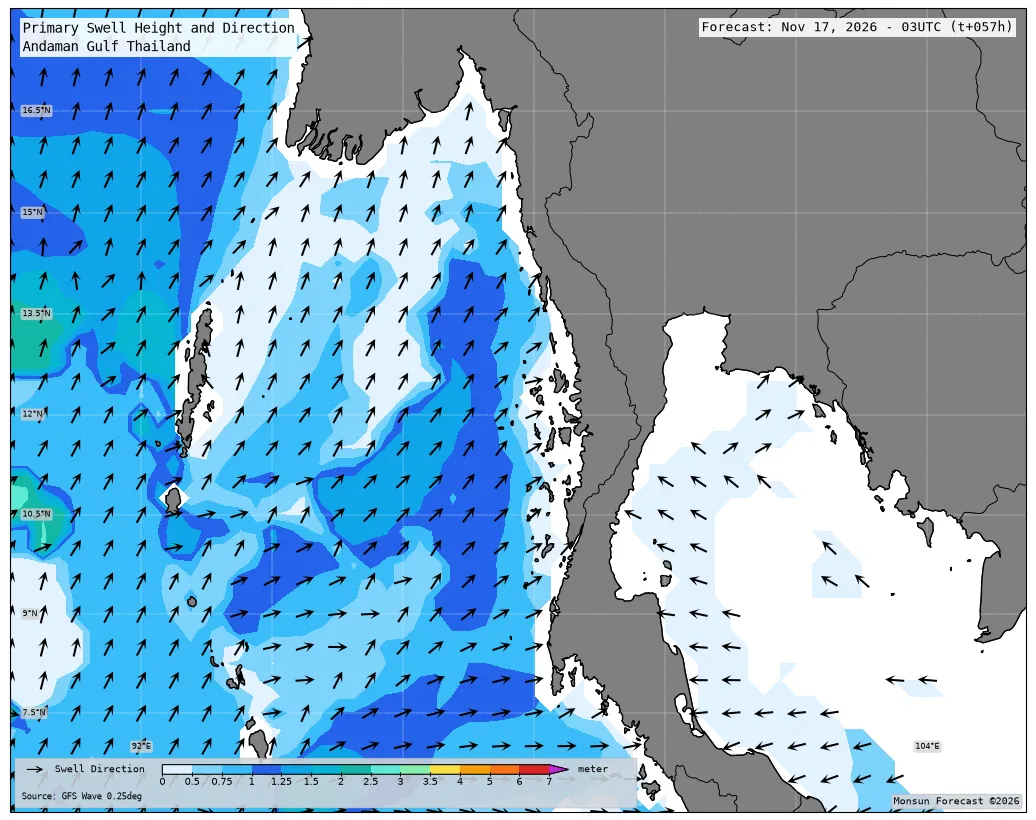 Primary Swell Height and Direction
Andaman Gulf Thailand
Forecast: Nov 17, 2026 - 03UTC (t+057h)
16.5°N
15°N
13.5°N
12°N
10.5°N
9°N
7.5°N
92°E
104°E
Swell Direction
meter
0 0.5 0.75 1.25 1.5 2 2.5 3 3.5 4 5 6 7
Source: GFS Wave 0.25deg
Monsun Forecast ©2026